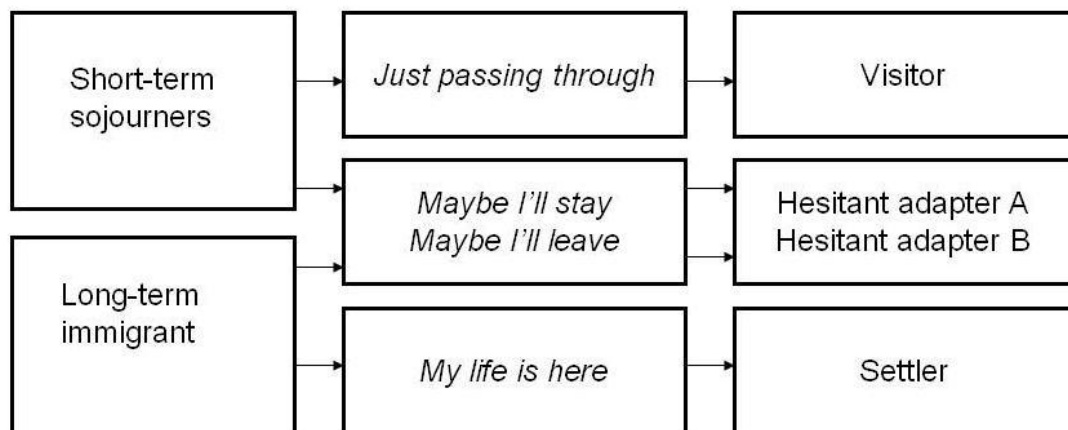 Short-term
sojourners
Just passing through
Visitor
Maybe I'll stay
Maybe I'll leave
Hesitant adapter A
Hesitant adapter B
Long-term
immigrant
My life is here
Settler